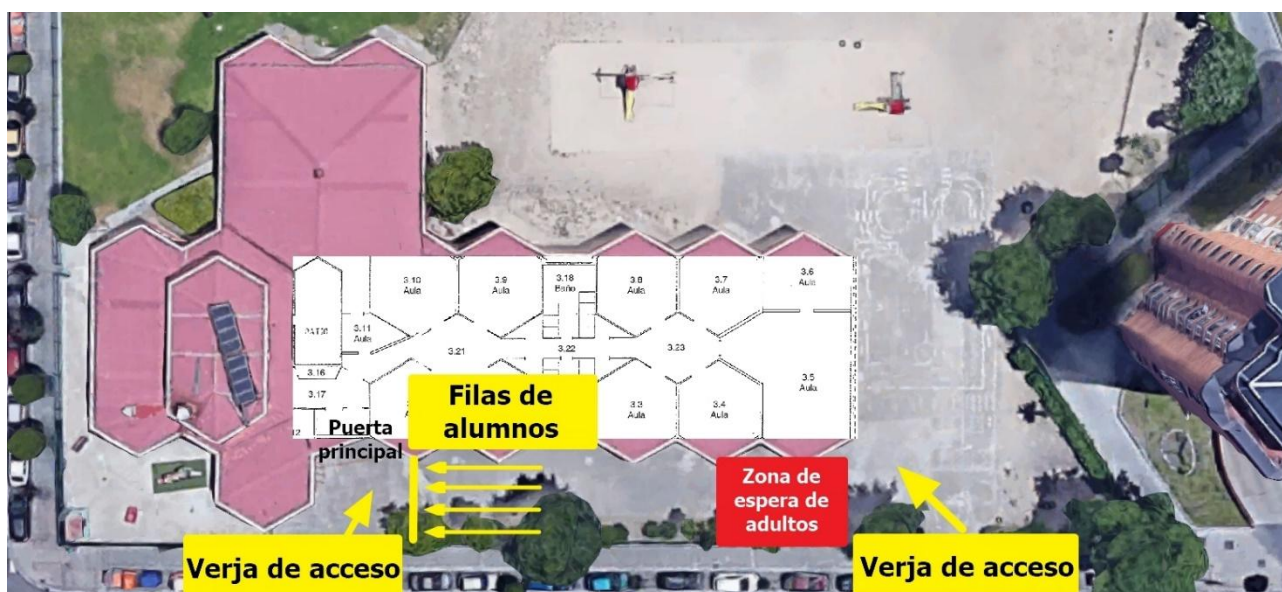 3.10
Aula
3.9
Aula
3.18
Baño
3.8
Aula
3.7
Aula
3.6
Aula
PATIO
3.11
Aula
3.21
3.22
3.23
3.16
3.17
3.5
Aula
3.3
Aula
3.4
Aula
Filas de
alumnos
Puerta
principal
Zona de
espera de
adultos
Verja de acceso
Verja de acceso